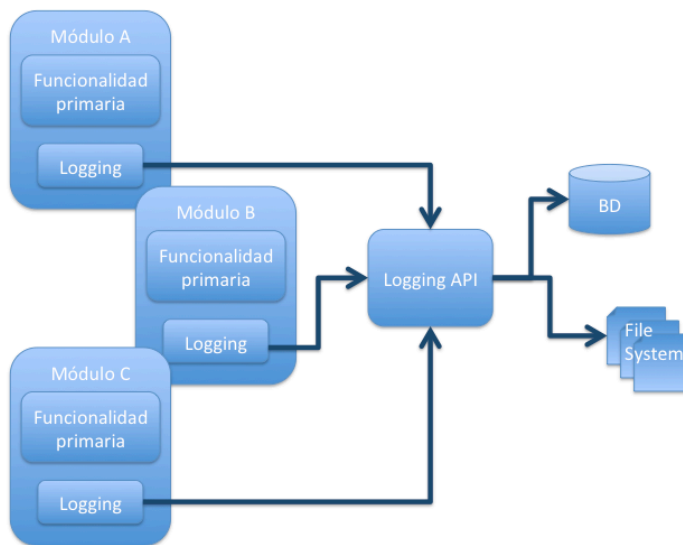 Módulo A
Funcionalidad
primaria
Logging
Módulo B
Funcionalidad
primaria
Logging
Módulo C
Funcionalidad
primaria
Logging
Logging API
BD
File
System